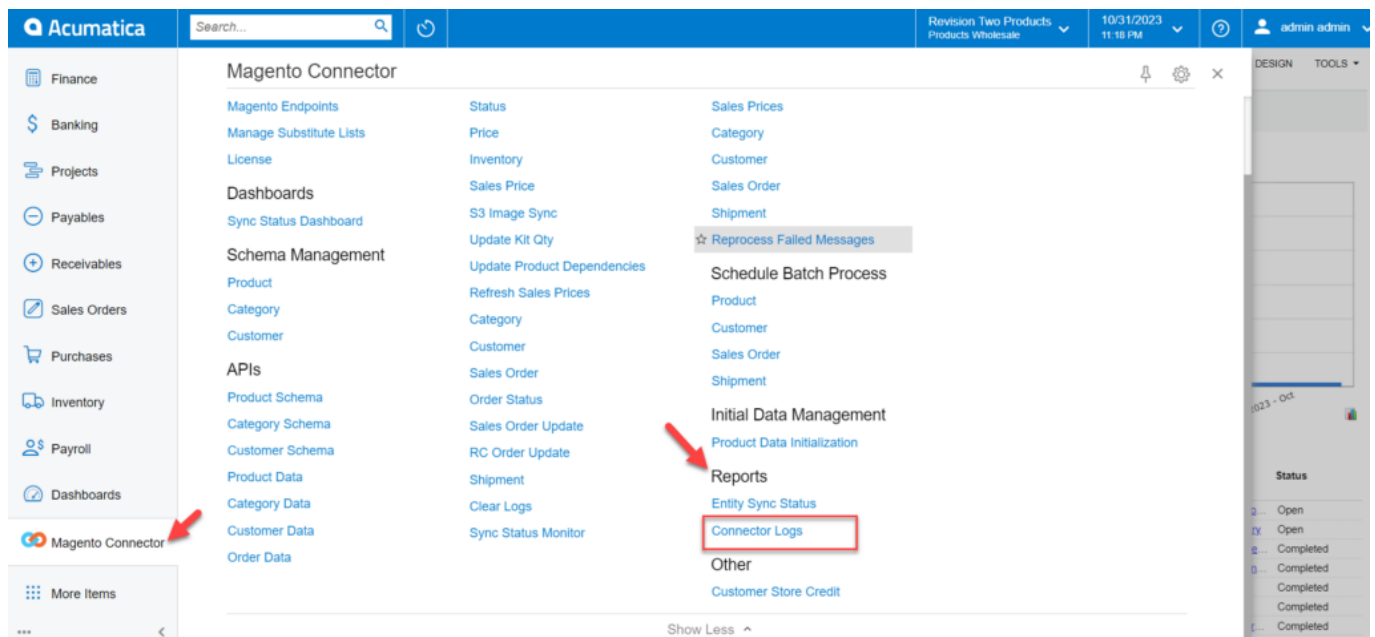 Acumatica
Search...
Revision Two Products
Products Wholesale
10/31/2023
11:18 PM
admin admin
Finance
Banking
Projects
Payables
Receivables
Sales Orders
Purchases
Inventory
Payroll
Dashboards
Magento Connector
More Items
Magento Connector
Magento Endpoints
Manage Substitute Lists
License
Dashboards
Sync Status Dashboard
Schema Management
Product
Category
Customer
APIs
Product Schema
Category Schema
Customer Schema
Product Data
Category Data
Customer Data
Order Data
Status
Price
Inventory
Sales Price
S3 Image Sync
Update Kit Qty
Update Product Dependencies
Refresh Sales Prices
Category
Customer
Sales Order
Order Status
Sales Order Update
RC Order Update
Shipment
Clear Logs
Sync Status Monitor
Sales Prices
Category
Customer
Sales Order
Shipment
Reprocess Failed Messages
Schedule Batch Process
Product
Customer
Sales Order
Shipment
Initial Data Management
Product Data Initialization
Reports
Entity Sync Status
Connector Logs
Other
Customer Store Credit
Show Less
DESIGN TOOLS
2023 - Oct
Status
Open
Open
Completed
Completed
Completed
Completed
Completed